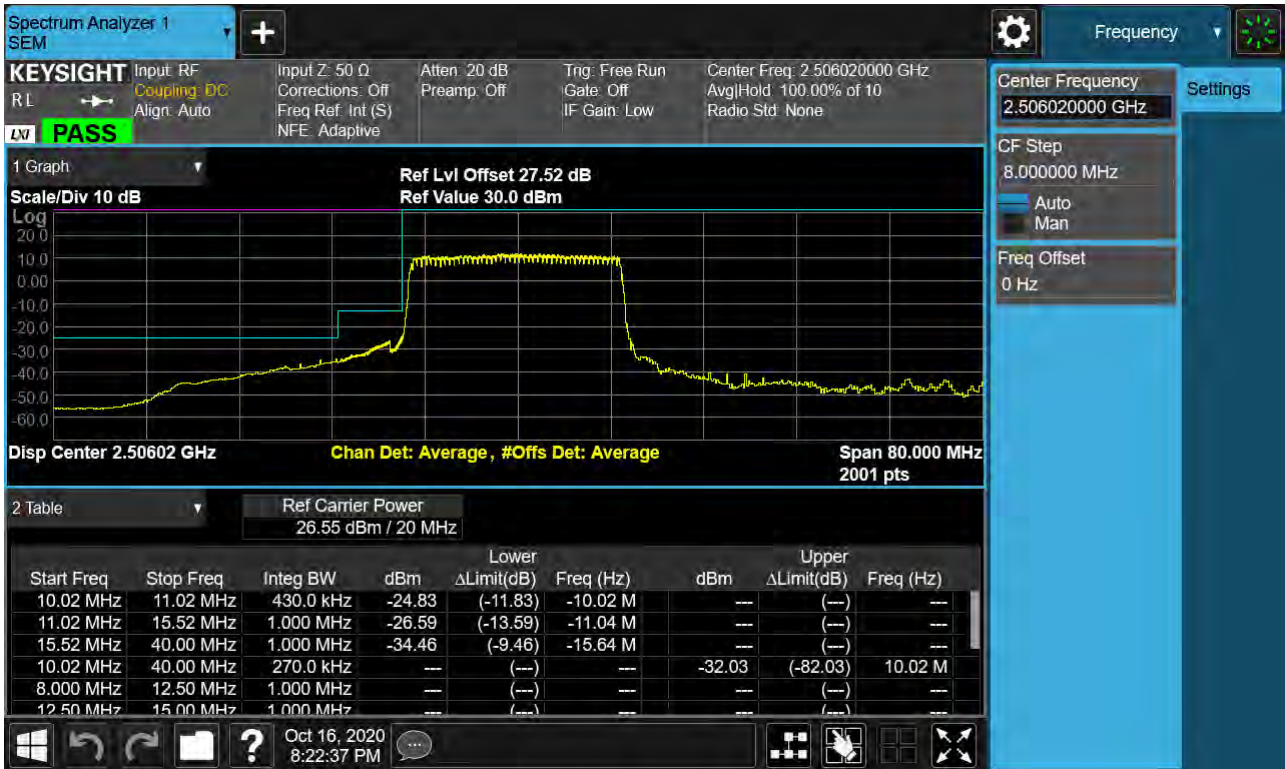 Spectrum Analyzer 1
SEM
+
Frequency
KEYSIGHT
RL
LXI PASS
Input: RF
Coupling: DC
Align: Auto
Input Z: 50 Ω
Corrections: Off
Freq Ref: Int (S)
NFE: Adaptive
Atten: 20 dB
Preamp: Off
Trig: Free Run
Gate: Off
IF Gain: Low
Center Freq: 2.506020000 GHz
Avg|Hold: 100.00% of 10
Radio Std: None
Center Frequency
2.506020000 GHz
Settings
CF Step
8.000000 MHz
Auto
Man
Freq Offset
0 Hz
1 Graph
Scale/Div 10 dB
Ref Lvl Offset 27.52 dB
Ref Value 30.0 dBm
Log
20.0
10.0
0.00
-10.0
-20.0
-30.0
-40.0
-50.0
-60.0
Disp Center 2.50602 GHz
Chan Det: Average, #Offs Det: Average
Span 80.000 MHz
2001 pts
2 Table
Ref Carrier Power
26.55 dBm / 20 MHz
Lower Upper
Start Freq Stop Freq Integ BW dBm ΔLimit(dB) Freq (Hz) dBm ΔLimit(dB) Freq (Hz)
10.02 MHz 11.02 MHz 430.0 kHz -24.83 (-11.83) -10.02 M --- (---) ---
11.02 MHz 15.52 MHz 1.000 MHz -26.59 (-13.59) -11.04 M --- (---) ---
15.52 MHz 40.00 MHz 1.000 MHz -34.46 (-9.46) -15.64 M --- (---) ---
10.02 MHz 40.00 MHz 270.0 kHz --- (---) --- -32.03 (-82.03) 10.02 M
8.000 MHz 12.50 MHz 1.000 MHz --- (---) --- --- (---) ---
12.50 MHz 15.00 MHz 1.000 MHz --- (---) --- --- (---) ---
?
Oct 16, 2020
8:22:37 PM